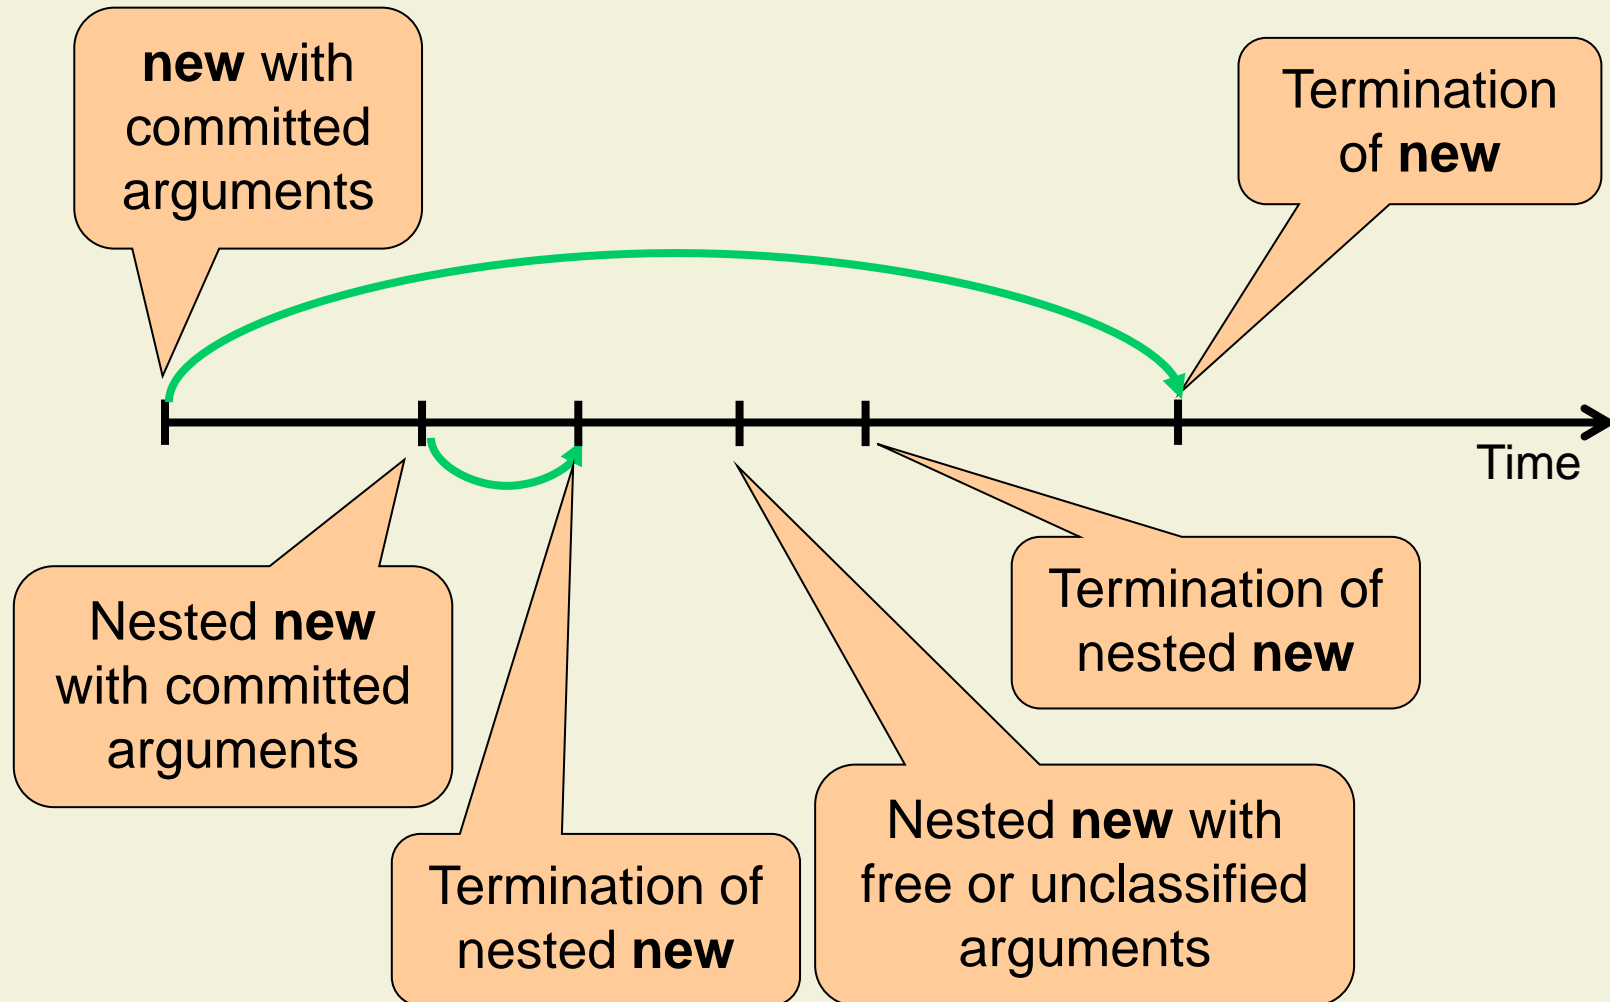 new with
committed
arguments
Termination
of new
Time
Nested new
with committed
arguments
Termination of
nested new
Termination of
nested new
Nested new with
free or unclassified
arguments